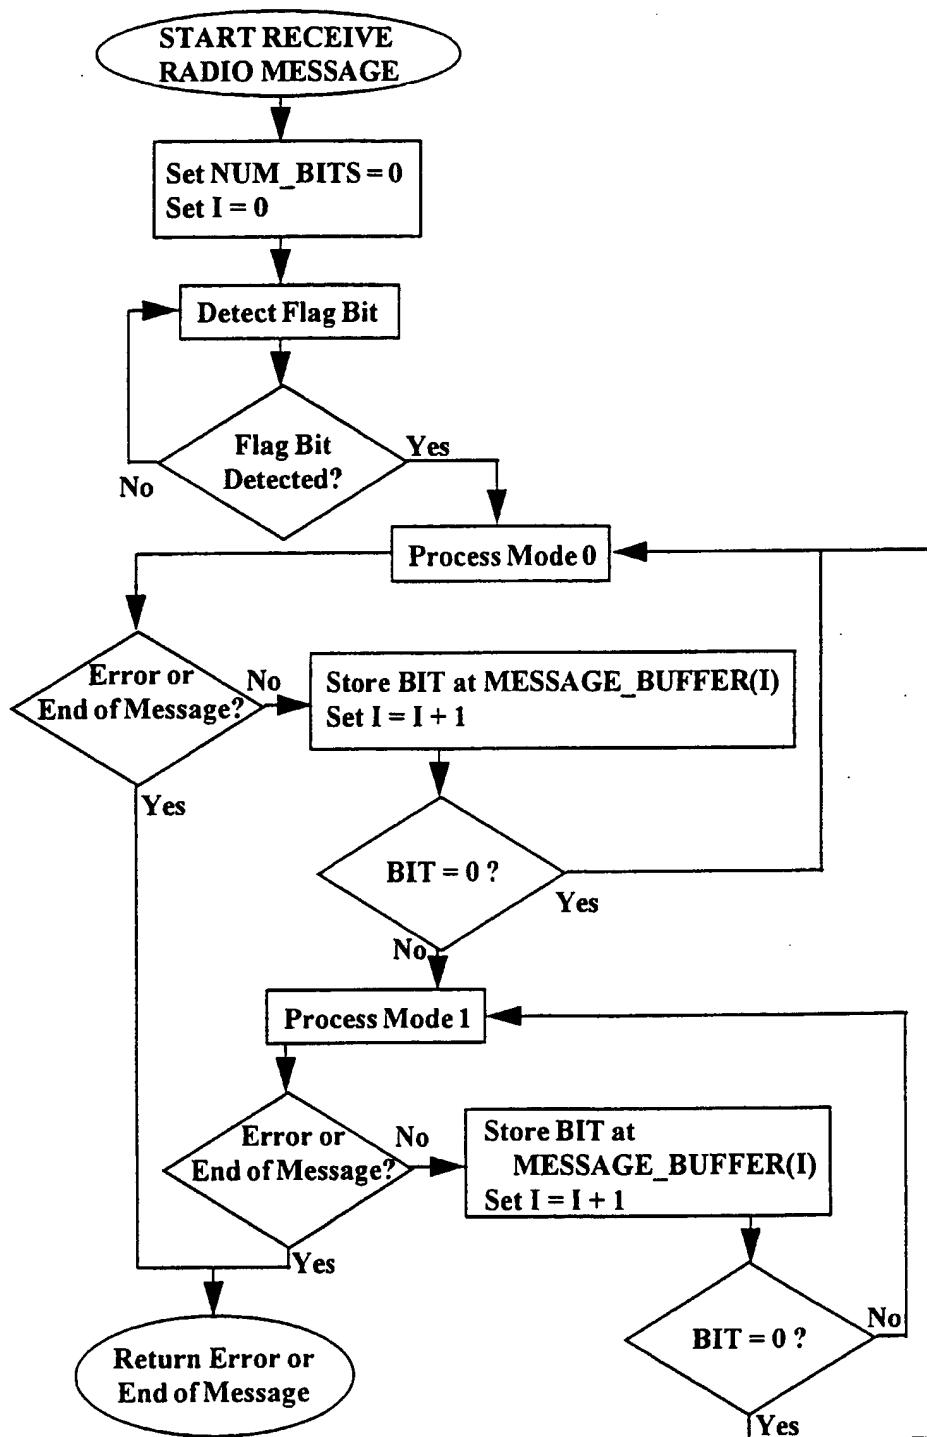 START RECEIVE
RADIO MESSAGE
Set NUM_BITS = 0
Set I = 0
Detect Flag Bit
Flag Bit
Detected?
Yes
No
Process Mode 0
Error or
End of Message?
No
Yes
Store BIT at MESSAGE_BUFFER(I)
Set I = I + 1
BIT = 0 ?
Yes
No
Process Mode 1
Error or
End of Message?
No
Yes
Store BIT at
MESSAGE_BUFFER(I)
Set I = I + 1
BIT = 0 ?
No
Yes
Return Error or
End of Message